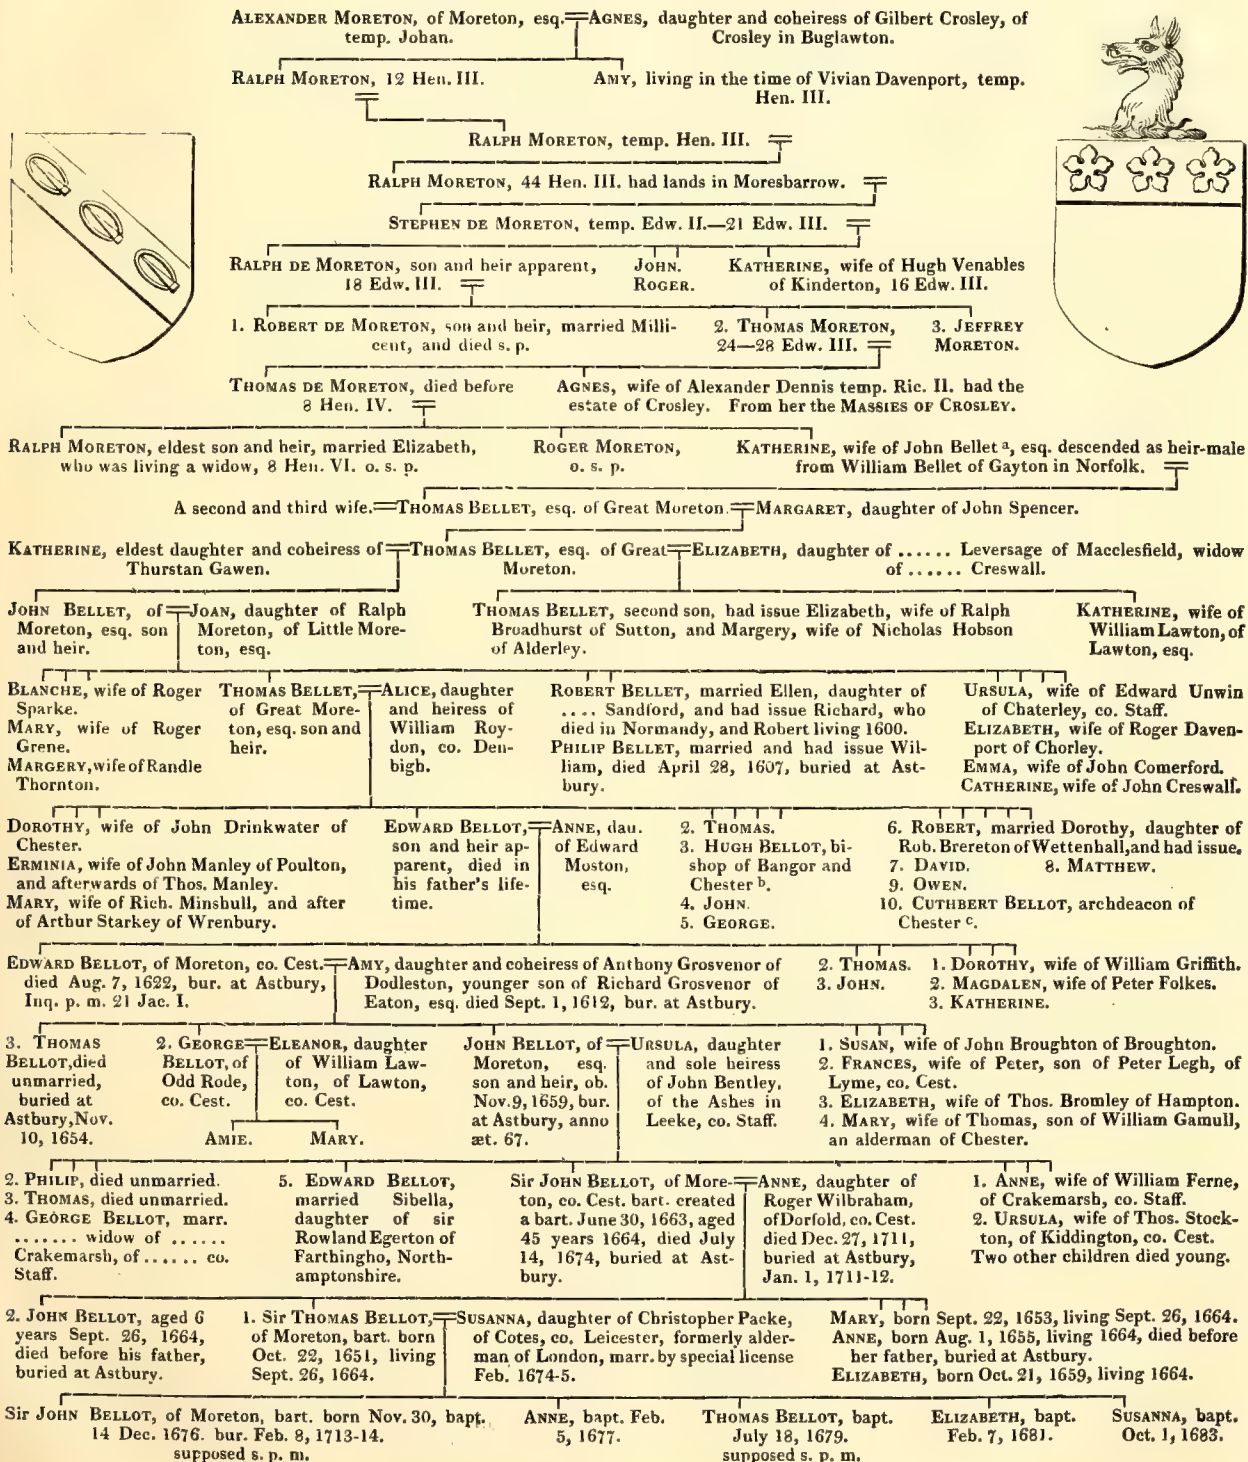 ALEXANDER MORETON, of Moreton, esq.
temp. Johan.
AGNES, daughter and coheiress of Gilbert Crosley, of
Crosley in Buglawton.
RALPH MORETON, 12 Hen. III.
AMY, living in the time of Vivian Davenport, temp.
Hen. III.
RALPH MORETON, temp. Hen. III.
RALPH MORETON, 44 Hen. III. had lands in Moresbarrow.
STEPHEN DE MORETON, temp. Edw. II.—21 Edw. III.
RALPH DE MORETON, son and heir apparent,
18 Edw. III.
JOHN.
ROGER.
KATHERINE, wife of Hugh Venables
of Kinderton, 16 Edw. III.
1. ROBERT DE MORETON, son and heir, married Milli-
cent, and died s. p.
2. THOMAS MORETON,
24—28 Edw. III.
3. JEFFREY
MORETON.
THOMAS DE MORETON, died before
8 Hen. IV.
AGNES, wife of Alexander Dennis temp. Ric. II. had the
estate of Crosley. From her the MASSIES OF CROSLEY.
RALPH MORETON, eldest son and heir, married Elizabeth,
who was living a widow, 8 Hen. VI. o. s. p.
ROGER MORETON,
o. s. p.
KATHERINE, wife of John Bellet a, esq. descended as heir-male
from William Bellet of Gayton in Norfolk.
A second and third wife.
THOMAS BELLET, esq. of Great Moreton.
MARGARET, daughter of John Spencer.
KATHERINE, eldest daughter and coheiress of
Thurstan Gawen.
THOMAS BELLET, esq. of Great
Moreton.
ELIZABETH, daughter of ...... Leversage of Macclesfield, widow
of ...... Creswall.
JOHN BELLET, of
Moreton, esq. son
and heir.
JOAN, daughter of Ralph
Moreton, of Little More-
ton, esq.
THOMAS BELLET, second son, had issue Elizabeth, wife of Ralph
Broadhurst of Sutton, and Margery, wife of Nicholas Hobson
of Alderley.
KATHERINE, wife of
William Lawton, of
Lawton, esq.
BLANCHE, wife of Roger
Sparke.
MARY, wife of Roger
Grene.
MARGERY, wife of Randle
Thornton.
THOMAS BELLET,
of Great More-
ton, esq. son and
heir.
ALICE, daughter
and heiress of
William Roy-
don, co. Den-
bigh.
ROBERT BELLET, married Ellen, daughter of
.... Sandford, and had issue Richard, who
died in Normandy, and Robert living 1600.
PHILIP BELLET, married and had issue Wil-
liam, died April 28, 1607, buried at Ast-
bury.
URSULA, wife of Edward Unwin
of Chaterley, co. Staff.
ELIZABETH, wife of Roger Daven-
port of Chorley.
EMMA, wife of John Comerford.
CATHERINE, wife of John Creswall.
DOROTHY, wife of John Drinkwater of
Chester.
ERMINIA, wife of John Manley of Poulton,
and afterwards of Thos. Manley.
MARY, wife of Rich. Minshull, and after
of Arthur Starkey of Wrenbury.
EDWARD BELLOT,
son and heir ap-
parent, died in
his father's life-
time.
ANNE, dau.
of Edward
Moston,
esq.
2. THOMAS.
3. HUGH BELLOT, bi-
shop of Bangor and
Chester b.
4. JOHN.
5. GEORGE.
6. ROBERT, married Dorothy, daughter of
Rob. Brereton of Wettenhall, and had issue.
7. DAVID. 8. MATTHEW.
9. OWEN.
10. CUTHBERT BELLOT, archdeacon of
Chester c.
EDWARD BELLOT, of Moreton, co. Cest.
died Aug. 7, 1622, bur. at Astbury,
Inq. p. m. 21 Jac. I.
AMY, daughter and coheiress of Anthony Grosvenor of
Dodleston, younger son of Richard Grosvenor of
Eaton, esq. died Sept. 1, 1612, bur. at Astbury.
2. THOMAS.
3. JOHN.
1. DOROTHY, wife of William Griffith.
2. MAGDALEN, wife of Peter Folkes.
3. KATHERINE.
3. THOMAS
BELLOT, died
unmarried,
buried at
Astbury, Nov.
10, 1654.
2. GEORGE
BELLOT, of
Odd Rode,
co. Cest.
ELEANOR, daughter
of William Law-
ton, of Lawton,
co. Cest.
AMIE. MARY.
JOHN BELLOT, of
Moreton, esq.
son and heir, ob.
Nov. 9, 1659, bur.
at Astbury, anno
æt. 67.
URSULA, daughter
and sole heiress
of John Bentley,
of the Ashes in
Leeke, co. Staff.
1. SUSAN, wife of John Broughton of Broughton.
2. FRANCES, wife of Peter, son of Peter Legh, of
Lyme, co. Cest.
3. ELIZABETH, wife of Thos. Bromley of Hampton.
4. MARY, wife of Thomas, son of William Gamull,
an alderman of Chester.
2. PHILIP, died unmarried.
3. THOMAS, died unmarried.
4. GEORGE BELLOT, marr.
....... widow of ......
Crakemarsh, of ...... co.
Staff.
5. EDWARD BELLOT,
married Sibella,
daughter of sir
Rowland Egerton of
Farthingho, North-
amptonshire.
Sir JOHN BELLOT, of More-
ton, co. Cest. bart. created
a bart. June 30, 1663, aged
45 years 1664, died July
14, 1674, buried at Ast-
bury.
ANNE, daughter of
Roger Wilbraham,
of Dorfold, co. Cest.
died Dec. 27, 1711,
buried at Astbury,
Jan. 1, 1711-12.
1. ANNE, wife of William Ferne,
of Crakemarsh, co. Staff.
2. URSULA, wife of Thos. Stock-
ton, of Kiddington, co. Cest.
Two other children died young.
2. JOHN BELLOT, aged 6
years Sept. 26, 1664,
died before his father,
buried at Astbury.
1. Sir THOMAS BELLOT,
of Moreton, bart. born
Oct. 22, 1651, living
Sept. 26, 1664.
SUSANNA, daughter of Christopher Packe,
of Cotes, co. Leicester, formerly alder-
man of London, marr. by special license
Feb. 1674-5.
MARY, born Sept. 22, 1653, living Sept. 26, 1664.
ANNE, born Aug. 1, 1655, living 1664, died before
her father, buried at Astbury.
ELIZABETH, born Oct. 21, 1659, living 1664.
Sir JOHN BELLOT, of Moreton, bart. born Nov. 30, bapt.
14 Dec. 1676. bur. Feb. 8, 1713-14.
supposed s. p. m.
ANNE, bapt. Feb.
5, 1677.
THOMAS BELLOT, bapt.
July 18, 1679.
supposed s. p. m.
ELIZABETH, bapt.
Feb. 7, 1681.
SUSANNA, bapt.
Oct. 1, 1683.